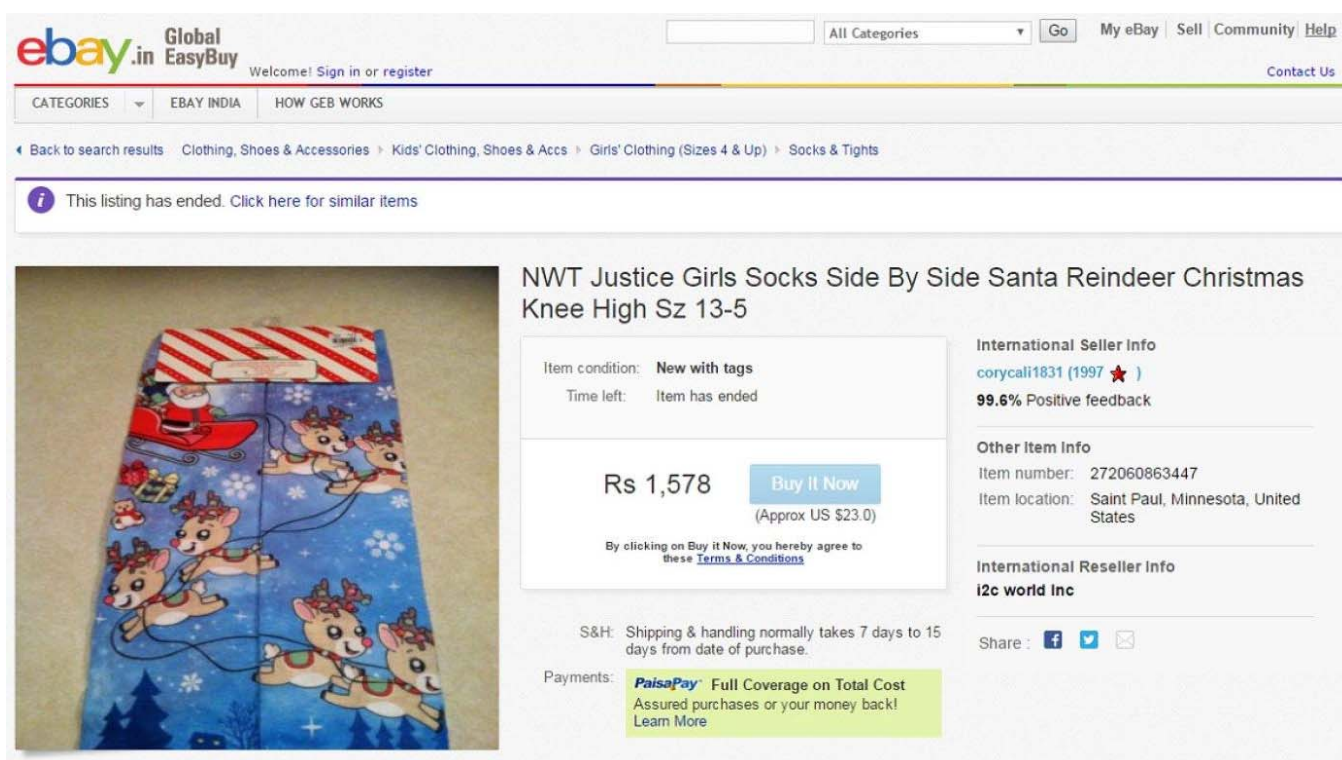 ebay.in Global EasyBuy
Welcome! Sign in or register
All Categories
Go
My eBay Sell Community Help
Contact Us
CATEGORIES
EBAY INDIA
HOW GEB WORKS
Back to search results Clothing, Shoes & Accessories Kids' Clothing, Shoes & Accs Girls' Clothing (Sizes 4 & Up) Socks & Tights
i This listing has ended. Click here for similar items
NWT Justice Girls Socks Side By Side Santa Reindeer Christmas
Knee High Sz 13-5
Item condition: New with tags
Time left: Item has ended
Rs 1,578
Buy It Now
(Approx US $23.0)
By clicking on Buy it Now, you hereby agree to
these Terms & Conditions
S&H: Shipping & handling normally takes 7 days to 15
days from date of purchase.
Payments: PaisaPay Full Coverage on Total Cost
Assured purchases or your money back!
Learn More
International Seller Info
corycali1831 (1997 )
99.6% Positive feedback
Other Item Info
Item number: 272060863447
Item location: Saint Paul, Minnesota, United
States
International Reseller Info
i2c world Inc
Share :